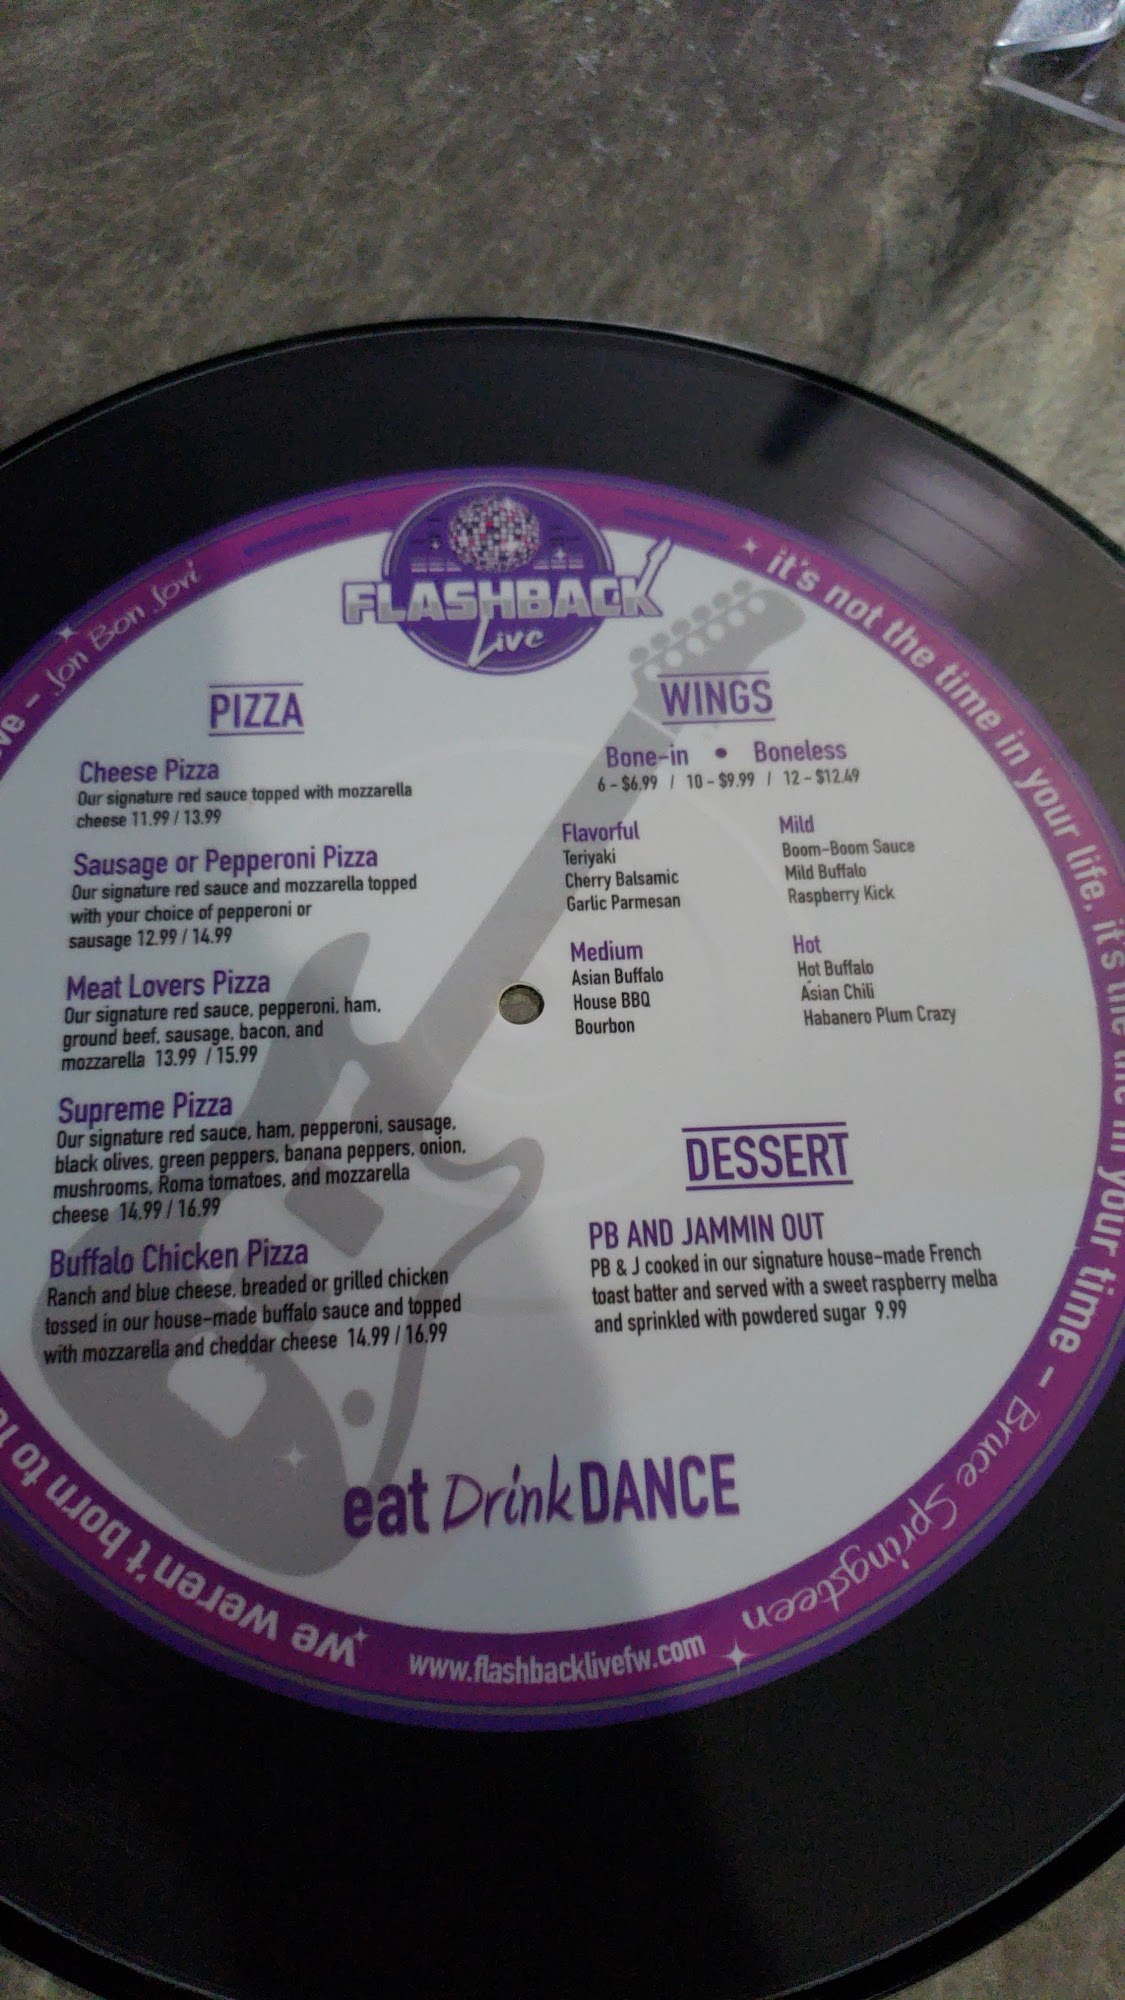 FLASHBACK
Live
PIZZA
Cheese Pizza
Our signature red sauce topped with mozzarella
cheese 11.99 / 13.99
Sausage or Pepperoni Pizza
Our signature red sauce and mozzarella topped
with your choice of pepperoni or
sausage 12.99 / 14.99
Meat Lovers Pizza
Our signature red sauce, pepperoni, ham,
ground beef, sausage, bacon, and
mozzarella 13.99 / 15.99
Supreme Pizza
Our signature red sauce, ham, pepperoni, sausage,
black olives, green peppers, banana peppers, onion,
mushrooms, Roma tomatoes, and mozzarella
cheese 14.99 / 16.99
Buffalo Chicken Pizza
Ranch and blue cheese, breaded or grilled chicken
tossed in our house-made buffalo sauce and topped
with mozzarella and cheddar cheese 14.99 / 16.99
WINGS
Bone-in • Boneless
6 - $6.99 / 10 - $9.99 / 12 - $12.49
Flavorful
Teriyaki
Cherry Balsamic
Garlic Parmesan
Mild
Boom-Boom Sauce
Mild Buffalo
Raspberry Kick
Medium
Asian Buffalo
House BBQ
Bourbon
Hot
Hot Buffalo
Asian Chili
Habanero Plum Crazy
DESSERT
PB AND JAMMIN OUT
PB & J cooked in our signature house-made French
toast batter and served with a sweet raspberry melba
and sprinkled with powdered sugar 9.99
eat Drink DANCE
it's not the time in your life, it's the life in your time - Bruce Springsteen
www.flashbacklivefw.com
we weren't born to
- Jon Bon Jovi